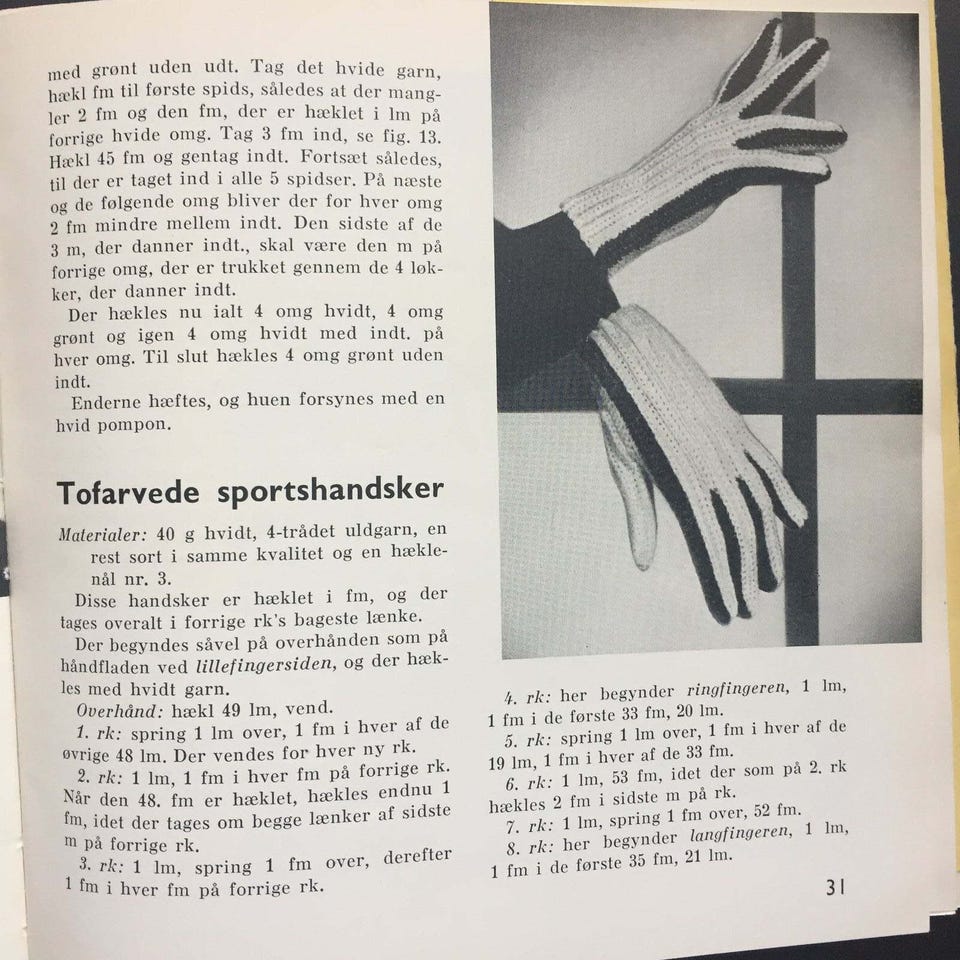 med grønt uden udt. Tag det hvide garn,
hækl fm til første spids, således at der mang-
ler 2 fm og den fm, der er hæklet i lm på
forrige hvide omg. Tag 3 fm ind, se fig. 13.
Hækl 45 fm og gentag indt. Fortsæt således,
til der er taget ind i alle 5 spidser. På næste
og de følgende omg bliver der for hver omg
2 fm mindre mellem indt. Den sidste af de
3 m, der danner indt., skal være den m på
forrige omg, der er trukket gennem de 4 løk-
ker, der danner indt.
Der hækles nu ialt 4 omg hvidt, 4 omg
grønt og igen 4 omg hvidt med indt. på
hver omg. Til slut hækles 4 omg grønt uden
indt.
Enderne hæftes, og huen forsynes med en
hvid pompon.
Tofarvede sportshandsker
Materialer: 40 g hvidt, 4-trådet uldgarn, en
rest sort i samme kvalitet og en hækle-
nål nr. 3.
Disse handsker er hæklet i fm, og der
tages overalt i forrige rk's bageste lænke.
Der begyndes såvel på overhånden som på
håndfladen ved lillefingersiden, og der hæk-
les med hvidt garn.
Overhånd: hækl 49 lm, vend.
1. rk: spring 1 lm over, 1 fm i hver af de
øvrige 48 lm. Der vendes for hver ny rk.
2. rk: 1 lm, 1 fm i hver fm på forrige rk.
Når den 48. fm er hæklet, hækles endnu 1
fm, idet der tages om begge lænker af sidste
m på forrige rk.
3. rk: 1 lm, spring 1 fm over, derefter
1 fm i hver fm på forrige rk.
4. rk: her begynder ringfingeren, 1 lm,
1 fm i de første 33 fm, 20 lm.
5. rk: spring 1 lm over, 1 fm i hver af de
19 lm, 1 fm i hver af de 33 fm.
6. rk: 1 lm, 53 fm, idet der som på 2. rk
hækles 2 fm i sidste m på rk.
7. rk: 1 lm, spring 1 fm over, 52 fm.
8. rk: her begynder langfingeren, 1 lm,
1 fm i de første 35 fm, 21 lm.
31